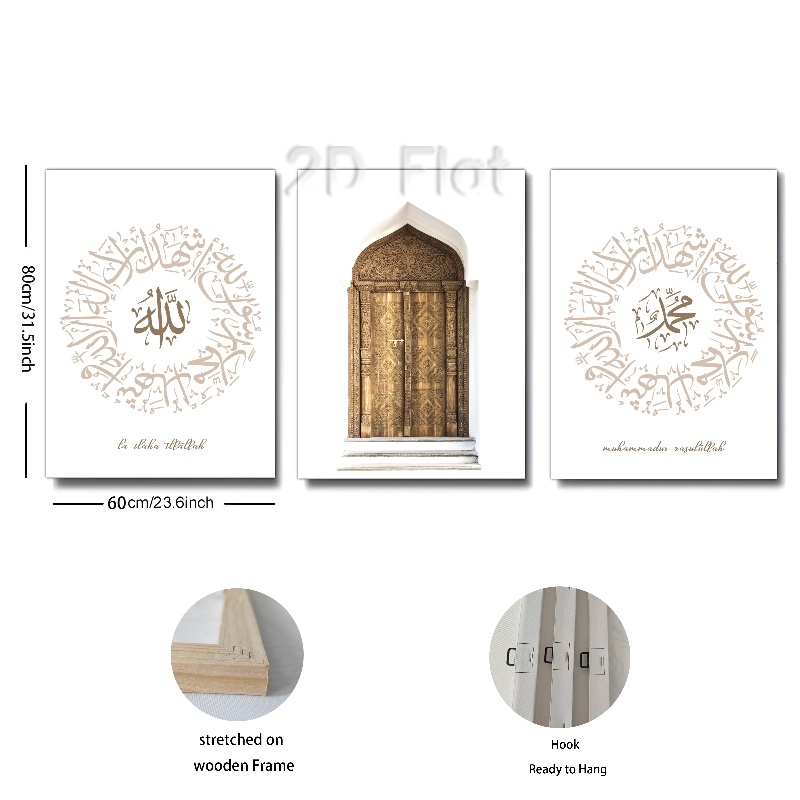 2D Flat
80cm/31.5inch
الله
la ilaha illallah
محمد
muhammadur rasulullah
60cm/23.6inch
stretched on
wooden Frame
Hook
Ready to Hang